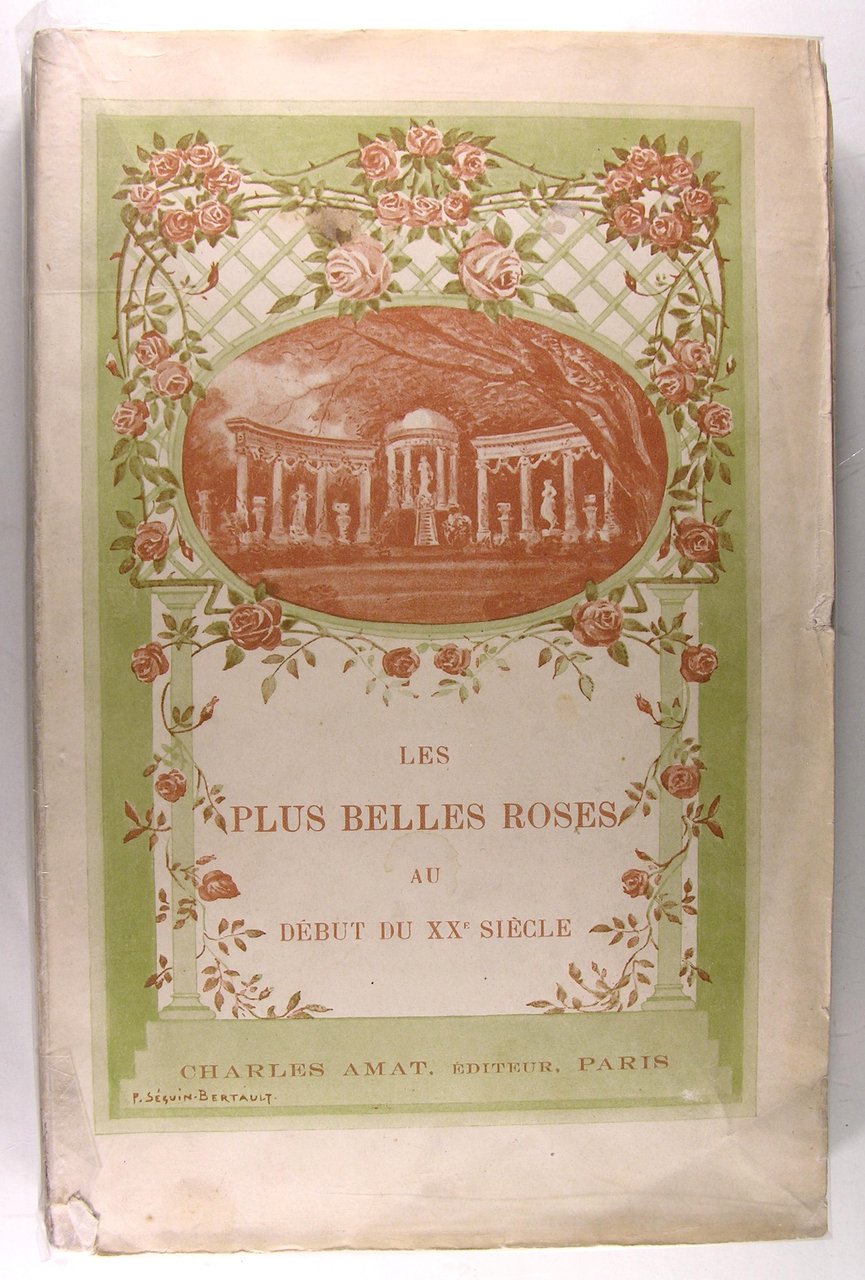 LES
PLUS BELLES ROSES
AU
DÉBUT DU XXᴱ SIÈCLE
CHARLES AMAT, ÉDITEUR, PARIS
P. SÉGUIN-BERTAULT.